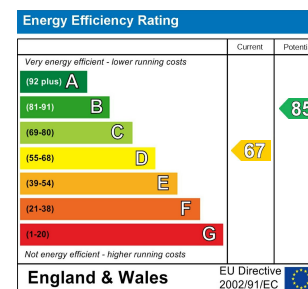 Energy Efficiency Rating
Current Potenti
Very energy efficient - lower running costs
(92 plus) A
(81-91) B
85
(69-80) C
(55-68) D
67
(39-54) E
(21-38) F
(1-20) G
Not energy efficient - higher running costs
England & Wales
EU Directive
2002/91/EC